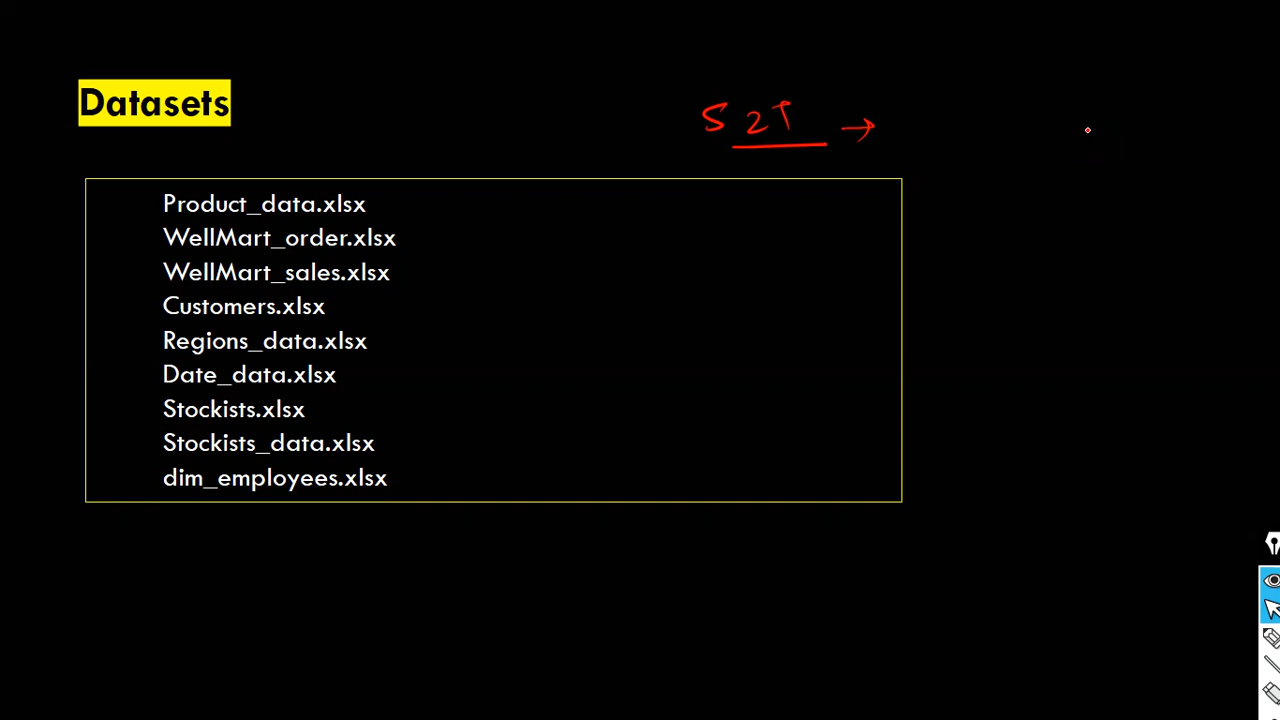 Datasets
S2T →
Product_data.xlsx
WellMart_order.xlsx
WellMart_sales.xlsx
Customers.xlsx
Regions_data.xlsx
Date_data.xlsx
Stockists.xlsx
Stockists_data.xlsx
dim_employees.xlsx